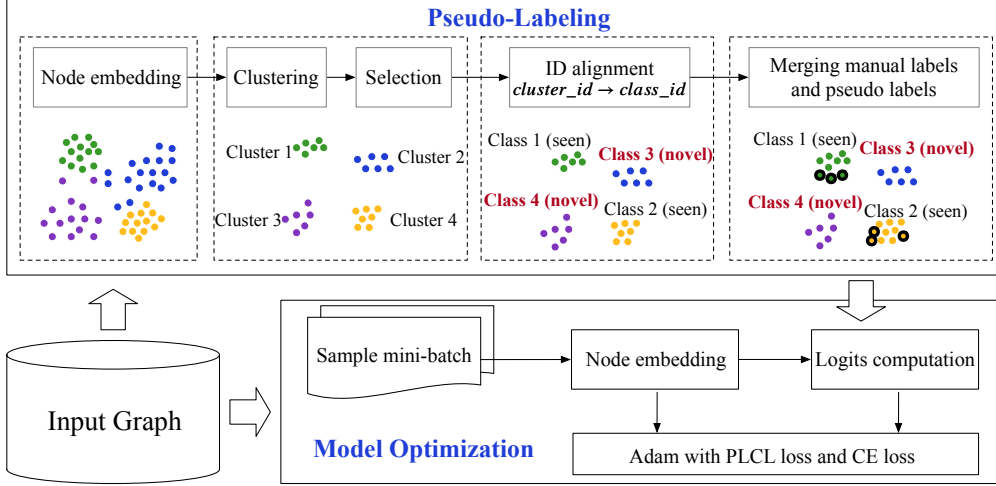 Pseudo-Labeling
Node embedding
Clustering
Selection
ID alignment
cluster_id → class_id
Merging manual labels
and pseudo labels
Cluster 1
Cluster 2
Cluster 3
Cluster 4
Class 1 (seen)
Class 3 (novel)
Class 4 (novel)
Class 2 (seen)
Class 1 (seen)
Class 3 (novel)
Class 4 (novel)
Class 2 (seen)
Input Graph
Sample mini-batch
Node embedding
Logits computation
Model Optimization
Adam with PLCL loss and CE loss